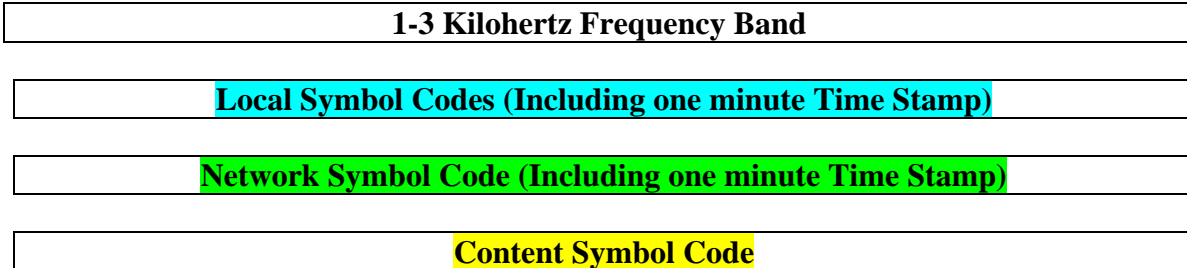 1-3 Kilohertz Frequency Band
Local Symbol Codes (Including one minute Time Stamp)
Network Symbol Code (Including one minute Time Stamp)
Content Symbol Code